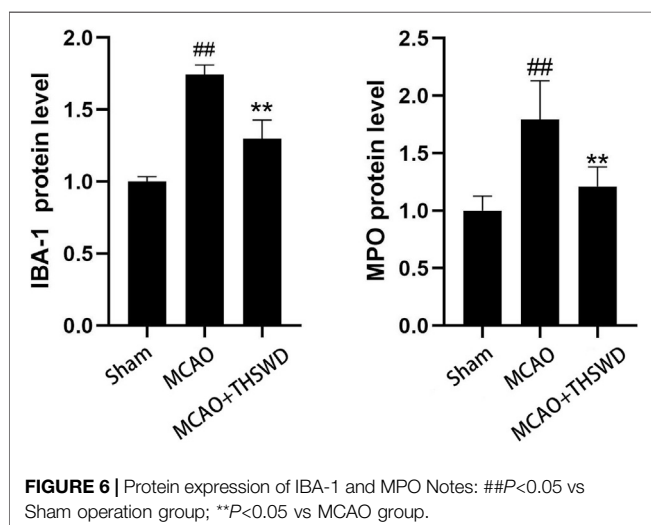 IBA-1 protein level
2.0
1.5
1.0
0.5
0.0
##
**
Sham
MCAO
MCAO+THSWD
MPO protein level
2.5
2.0
1.5
1.0
0.5
0.0
##
**
Sham
MCAO
MCAO+THSWD
FIGURE 6 | Protein expression of IBA-1 and MPO Notes: ##P<0.05 vs
Sham operation group; **P<0.05 vs MCAO group.